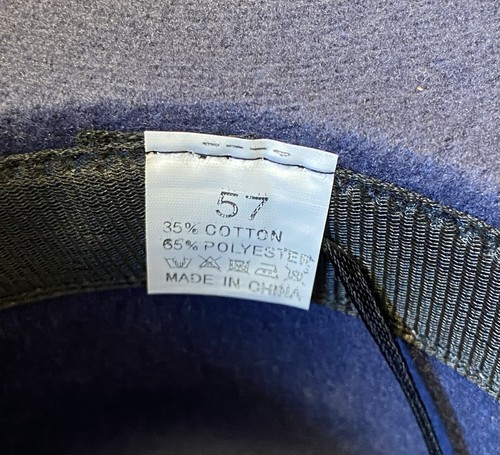 57
35% COTTON
65% POLYESTER
MADE IN CHINA